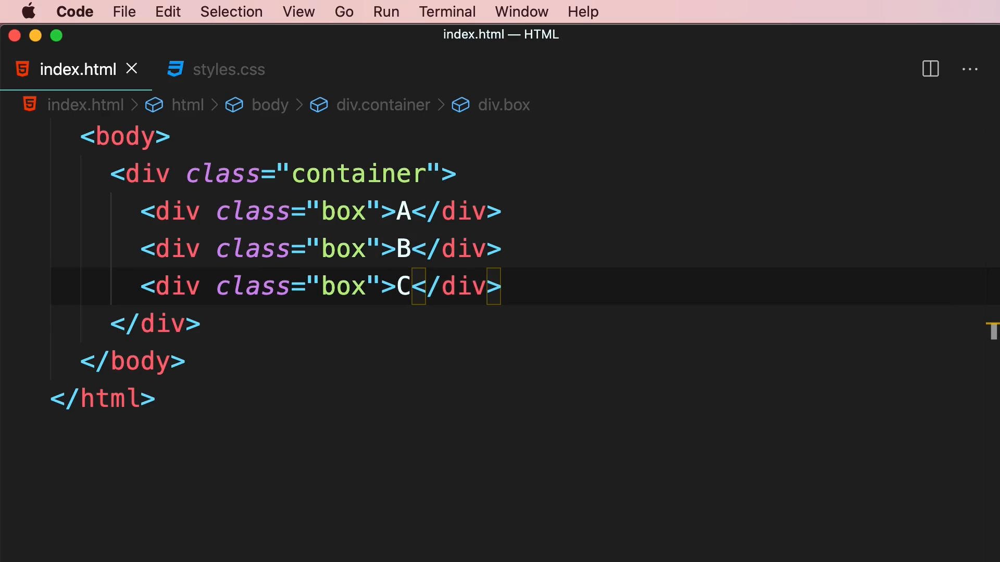 Code File Edit Selection View Go Run Terminal Window Help
index.html — HTML
index.html styles.css
index.html > html > body > div.container > div.box
<body>
<div class="container">
<div class="box">A</div>
<div class="box">B</div>
<div class="box">C</div>
</div>
</body>
</html>